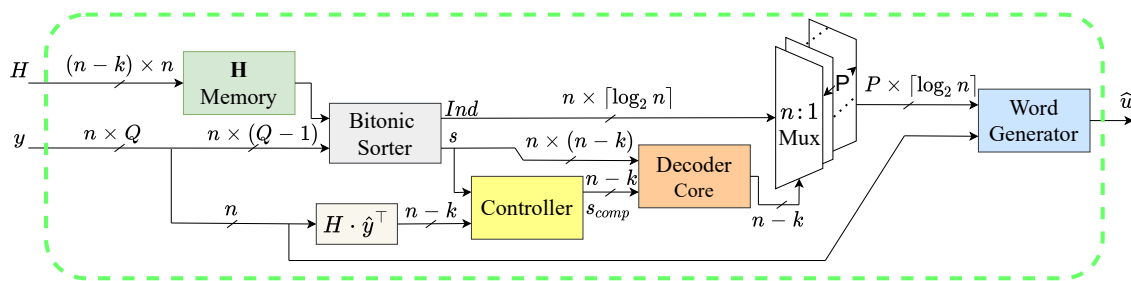 H
(n − k) × n
H
Memory
y
n × Q
n × (Q − 1)
Bitonic
Sorter
Ind
s
n × ⌈log₂ n⌉
n × (n − k)
Decoder
Core
n
H · ŷ⊤
n − k
Controller
n − k
s_comp
n − k
n : 1
Mux
P
P × ⌈log₂ n⌉
Word
Generator